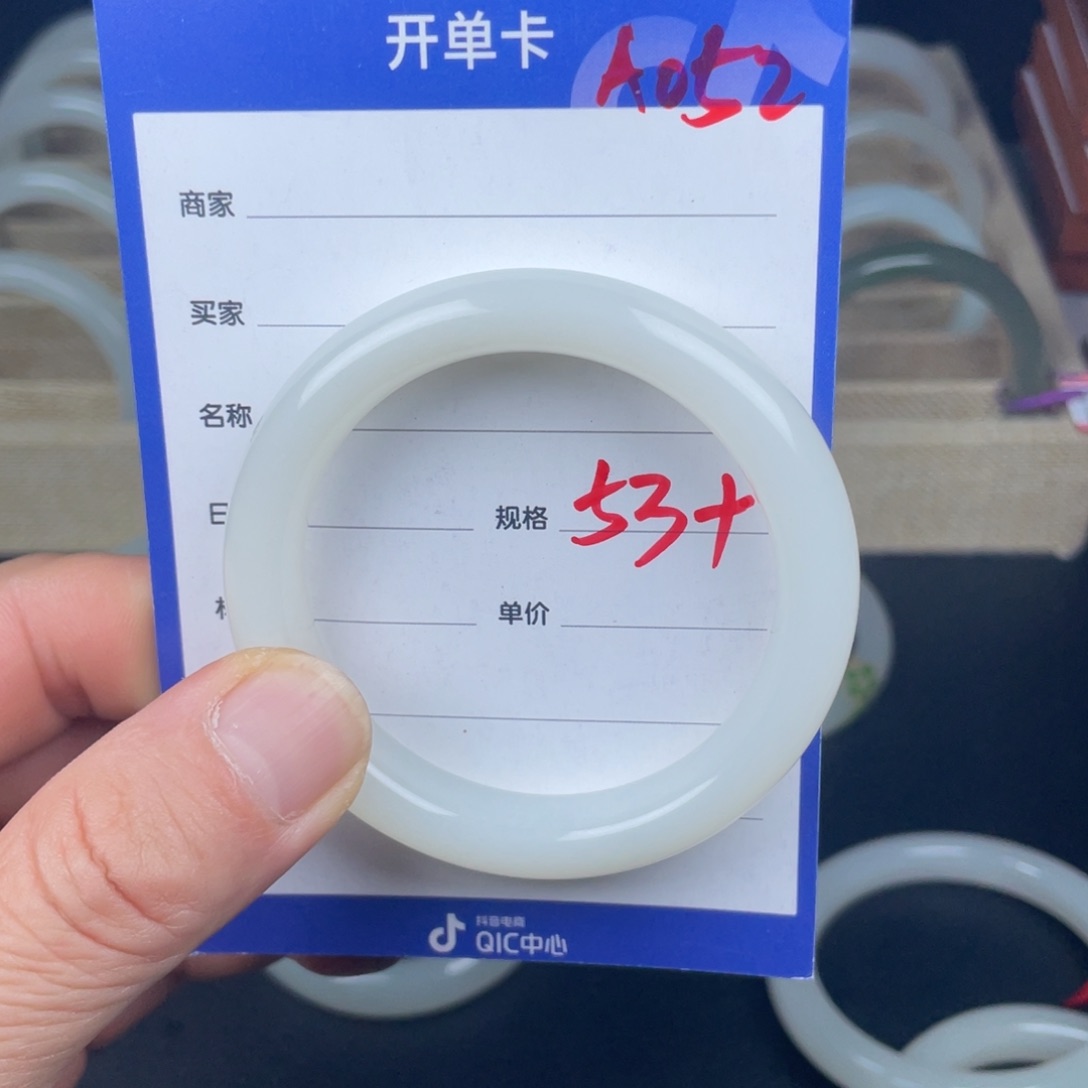 开单卡
A052
商家
买家
名称
规格 53+
单价
抖音电商
QIC中心